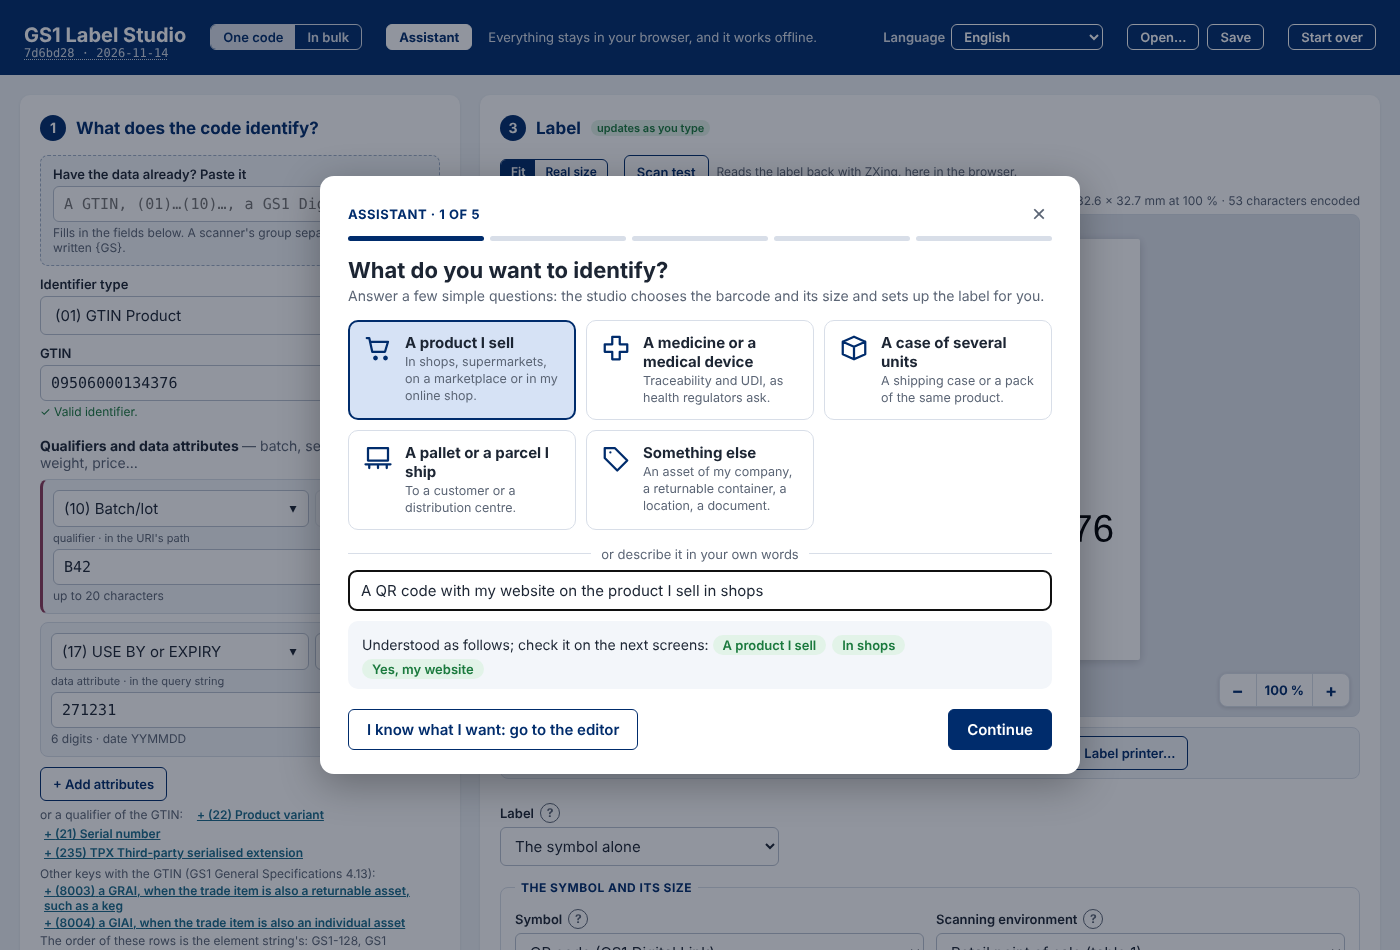 GS1 Label Studio
7d6bd28 · 2026-11-14
One code
In bulk
Assistant
Everything stays in your browser, and it works offline.
Language
English
Open...
Save
Start over
1 What does the code identify?
Have the data already? Paste it
A GTIN, (01)…(10)…, a GS1 Dig
Fills in the fields below. A scanner's group
written {GS}.
Identifier type
(01) GTIN Product
GTIN
09506000134376
✓ Valid identifier.
Qualifiers and data attributes — batch, se
weight, price...
(10) Batch/lot
qualifier · in the URI's path
B42
up to 20 characters
(17) USE BY or EXPIRY
data attribute · in the query string
271231
6 digits · date YYMMDD
+ Add attributes
or a qualifier of the GTIN: + (22) Product variant
+ (21) Serial number
+ (235) TPX Third-party serialised extension
Other keys with the GTIN (GS1 General Specifications 4.13):
+ (8003) a GRAI, when the trade item is also a returnable asset,
such as a keg
+ (8004) a GIAI, when the trade item is also an individual asset
The order of these rows is the element string's: GS1-128, GS1
3 Label updates as you type
Fit
Real size
Scan test
Reads the label back with ZXing, here in the browser.
32.6 × 32.7 mm at 100 % · 53 characters encoded
76
− 100 % +
Label printer...
Label ?
The symbol alone
THE SYMBOL AND ITS SIZE
Symbol ?
Scanning environment ?
QR code (GS1 Digital Link)
Retail point of sale (table 1)
ASSISTANT · 1 OF 5
What do you want to identify?
Answer a few simple questions: the studio chooses the barcode and its size and sets up the label for you.
A product I sell
In shops, supermarkets,
on a marketplace or in my
online shop.
A medicine or a
medical device
Traceability and UDI, as
health regulators ask.
A case of several
units
A shipping case or a pack
of the same product.
A pallet or a parcel I
ship
To a customer or a
distribution centre.
Something else
An asset of my company,
a returnable container, a
location, a document.
or describe it in your own words
A QR code with my website on the product I sell in shops
Understood as follows; check it on the next screens: A product I sell In shops
Yes, my website
I know what I want: go to the editor
Continue